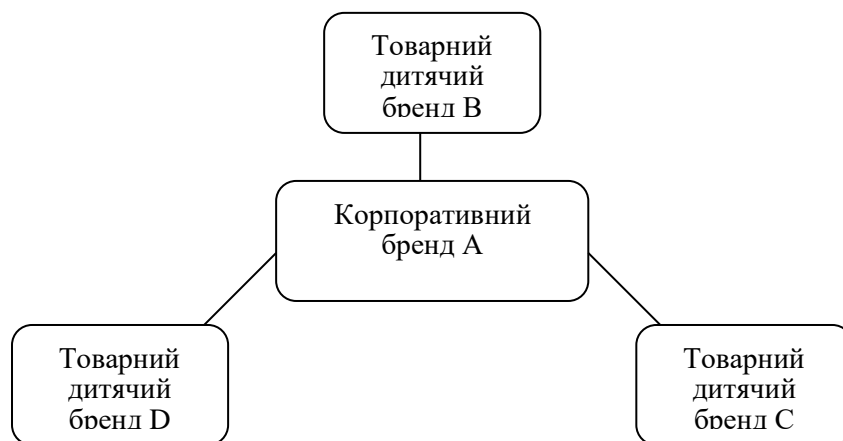 Товарний
дитячий
бренд B
Корпоративний
бренд A
Товарний
дитячий
бренд D
Товарний
дитячий
бренд C